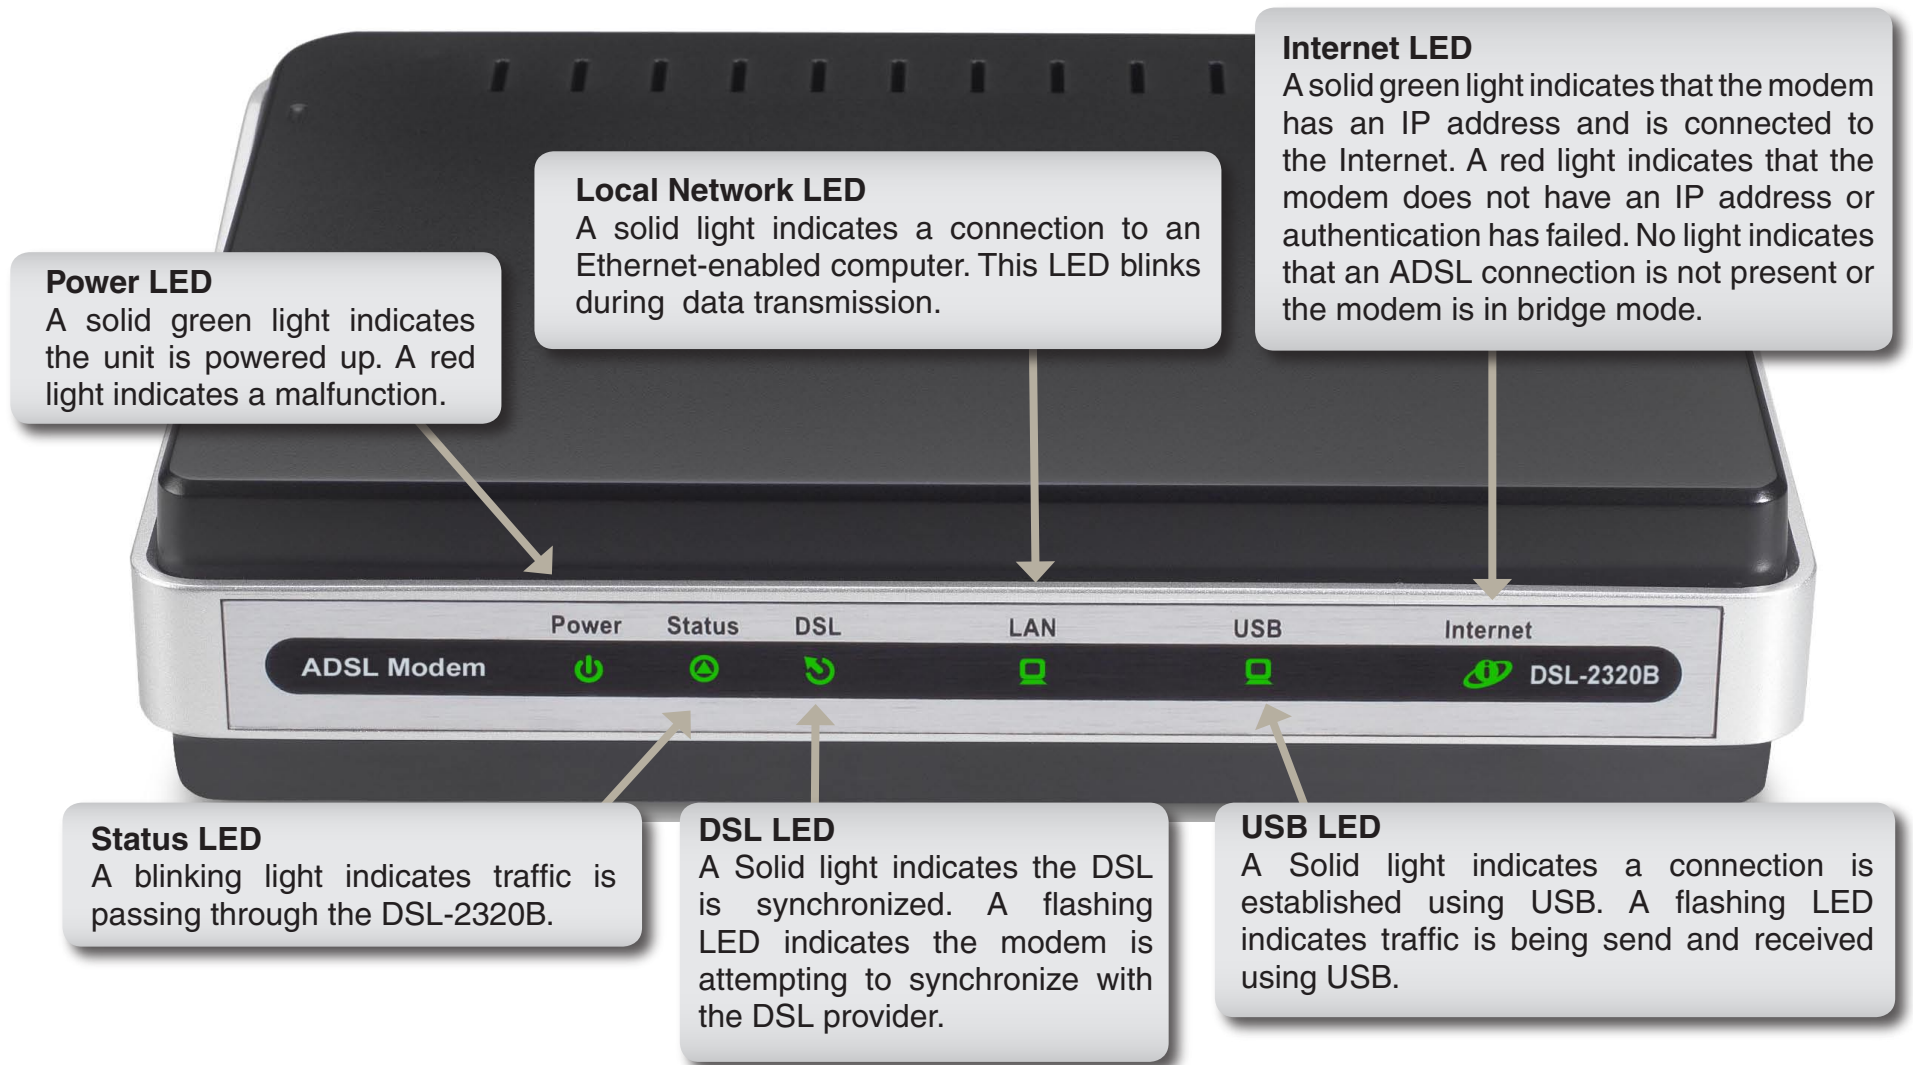 Internet LED
A solid green light indicates that the modem
has an IP address and is connected to
the Internet. A red light indicates that the
modem does not have an IP address or
authentication has failed. No light indicates
that an ADSL connection is not present or
the modem is in bridge mode.
Local Network LED
A solid light indicates a connection to an
Ethernet-enabled computer. This LED blinks
during data transmission.
Power LED
A solid green light indicates
the unit is powered up. A red
light indicates a malfunction.
Power Status DSL LAN USB Internet
ADSL Modem DSL-2320B
Status LED
A blinking light indicates traffic is
passing through the DSL-2320B.
DSL LED
A Solid light indicates the DSL
is synchronized. A flashing
LED indicates the modem is
attempting to synchronize with
the DSL provider.
USB LED
A Solid light indicates a connection is
established using USB. A flashing LED
indicates traffic is being send and received
using USB.